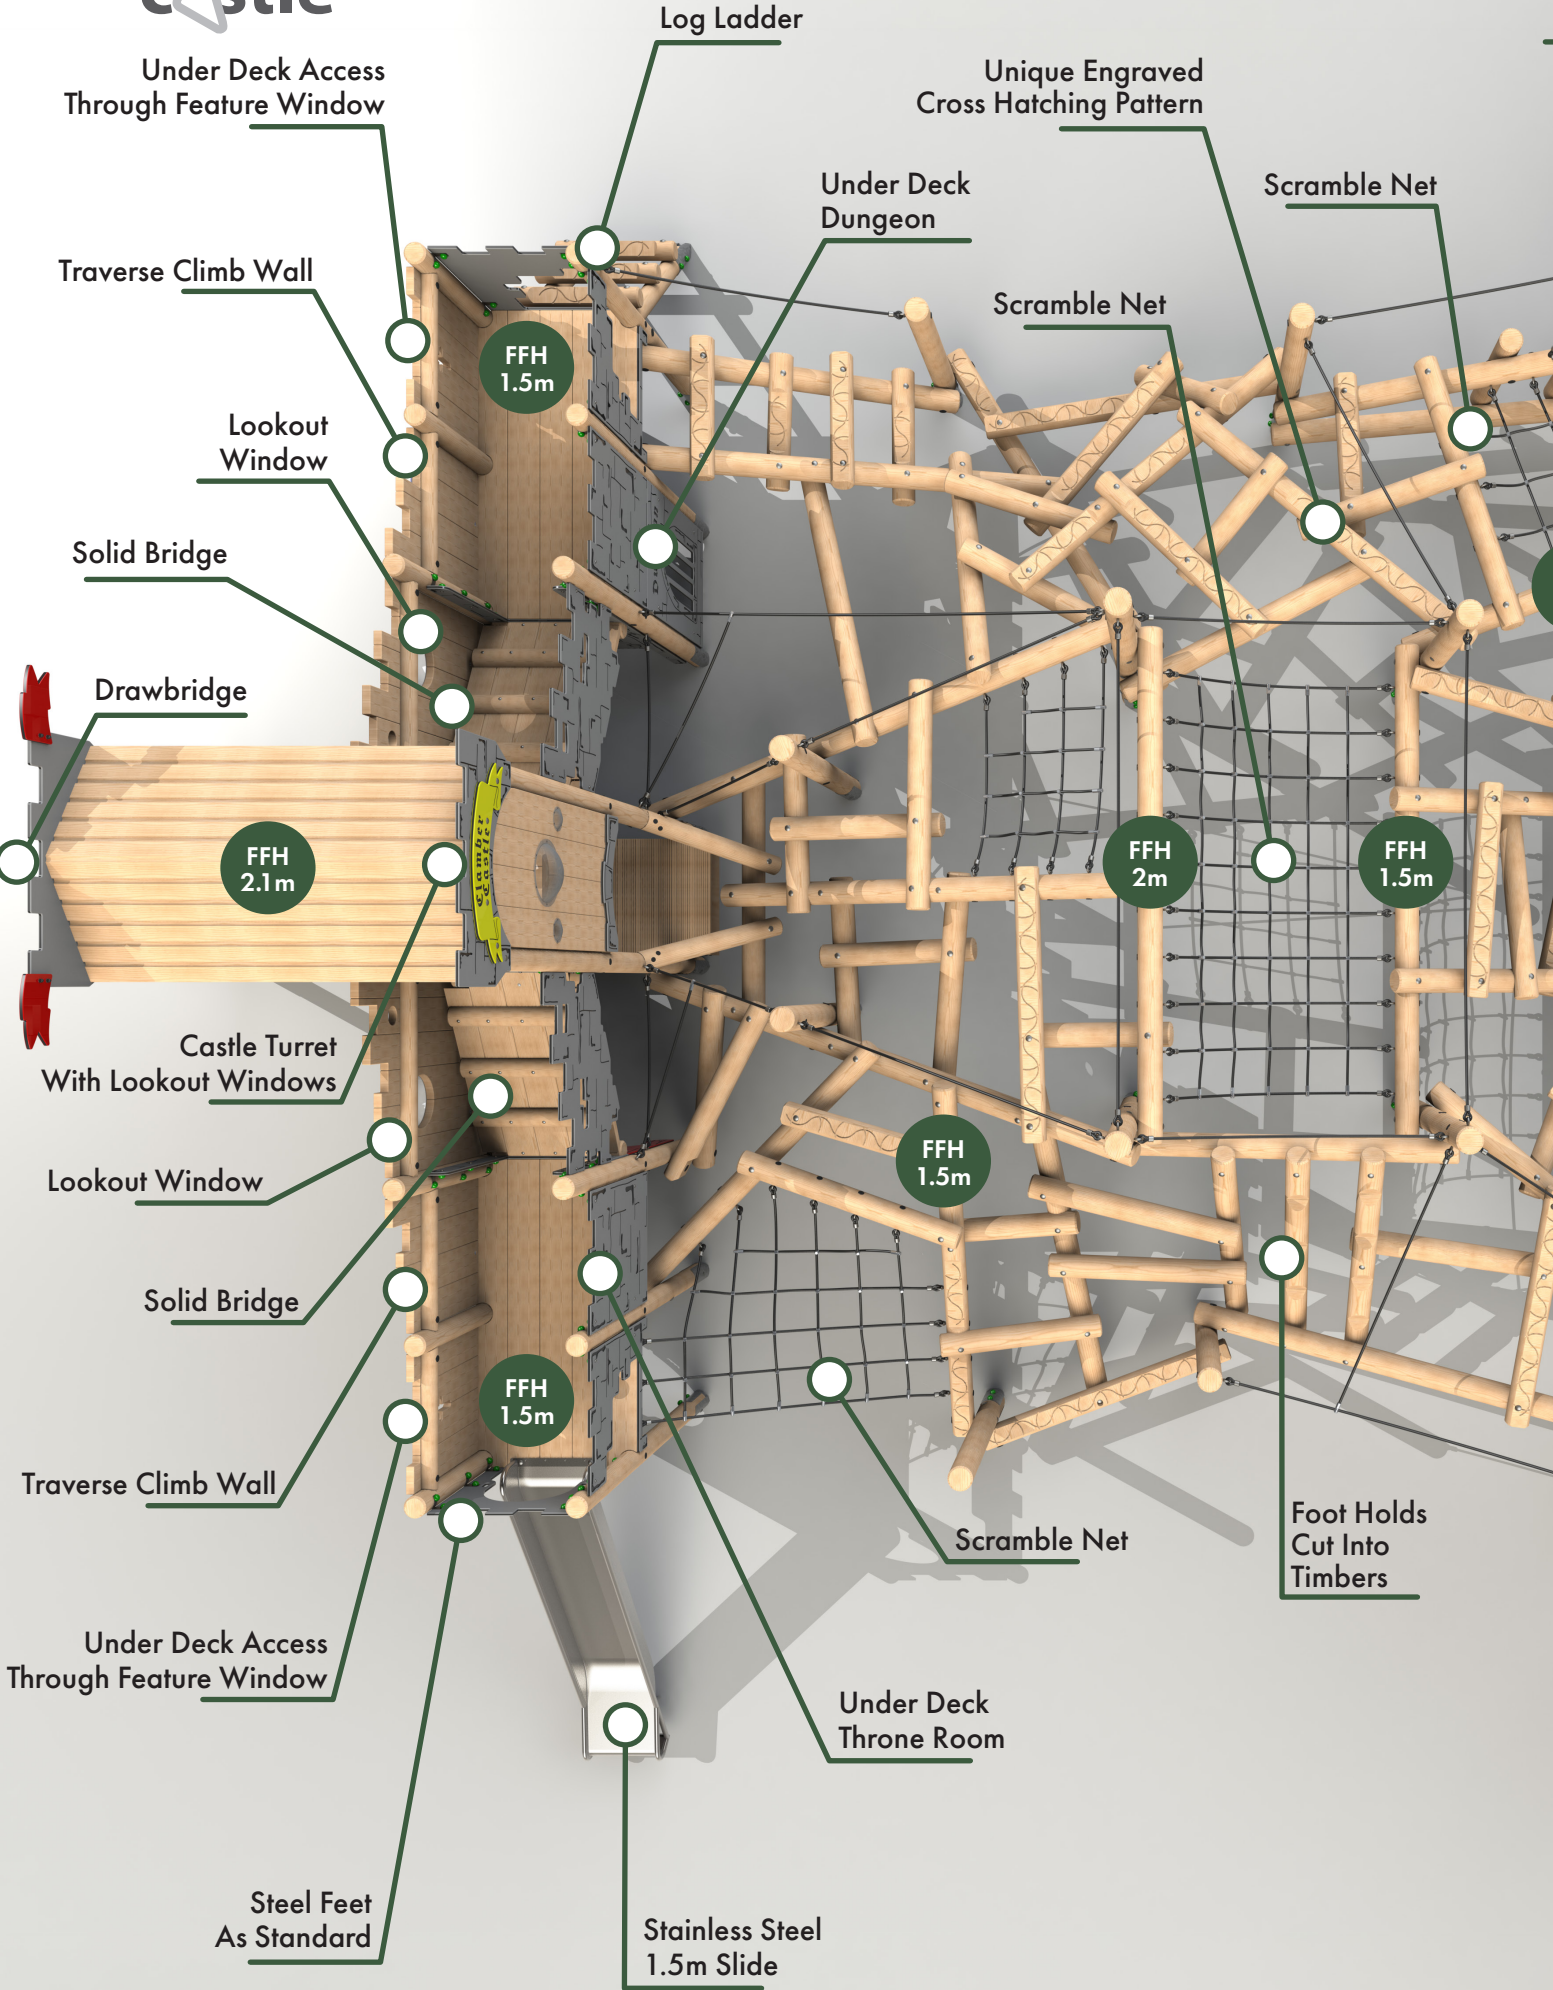 Log Ladder
Under Deck Access
Through Feature Window
Unique Engraved
Cross Hatching Pattern
Scramble Net
Under Deck
Dungeon
Traverse Climb Wall
Scramble Net
FFH
1.5m
Lookout
Window
Solid Bridge
Drawbridge
FFH
2.1m
Clamber
Castle
FFH
2m
FFH
1.5m
Castle Turret
With Lookout Windows
Lookout Window
FFH
1.5m
Solid Bridge
FFH
1.5m
Traverse Climb Wall
Scramble Net
Foot Holds
Cut Into
Timbers
Under Deck Access
Through Feature Window
Under Deck
Throne Room
Steel Feet
As Standard
Stainless Steel
1.5m Slide